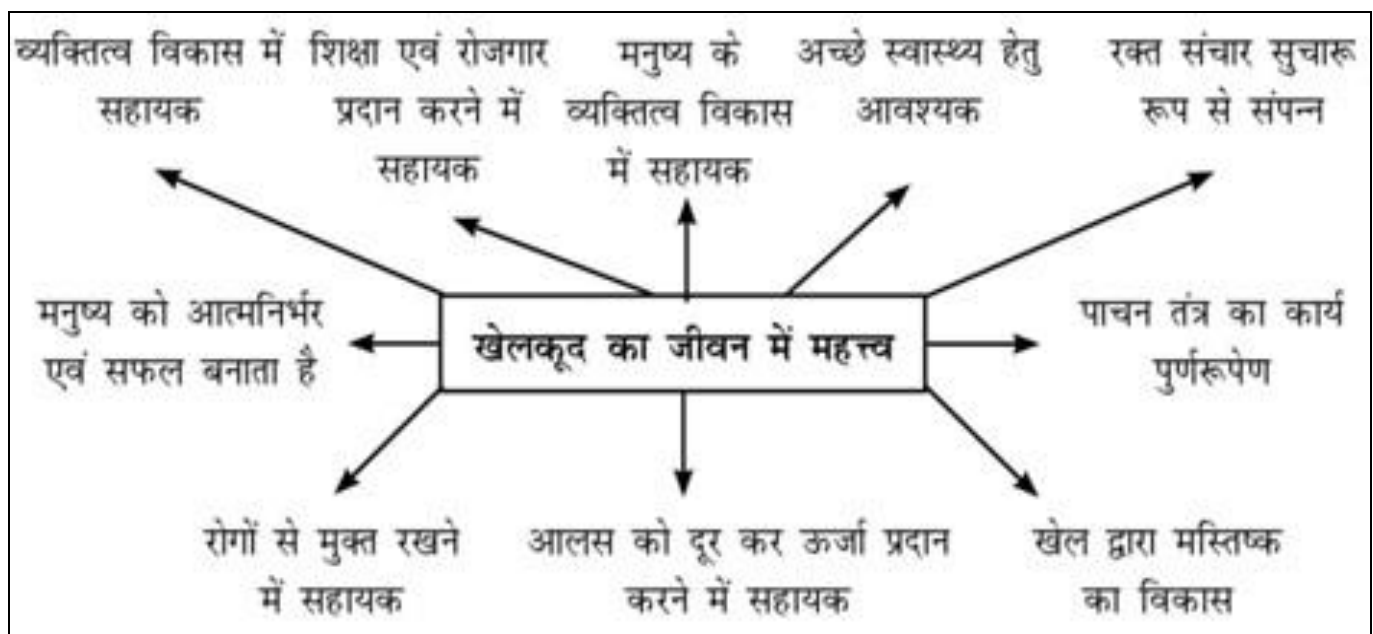 व्यक्तित्व विकास में
सहायक
शिक्षा एवं रोजगार
प्रदान करने में
सहायक
मनुष्य के
व्यक्तित्व विकास
में सहायक
अच्छे स्वास्थ्य हेतु
आवश्यक
रक्त संचार सुचारू
रूप से संपन्न
मनुष्य को आत्मनिर्भर
एवं सफल बनाता है
खेलकूद का जीवन में महत्त्व
पाचन तंत्र का कार्य
पुर्णरूपेण
रोगों से मुक्त रखने
में सहायक
आलस को दूर कर ऊर्जा प्रदान
करने में सहायक
खेल द्वारा मस्तिष्क
का विकास